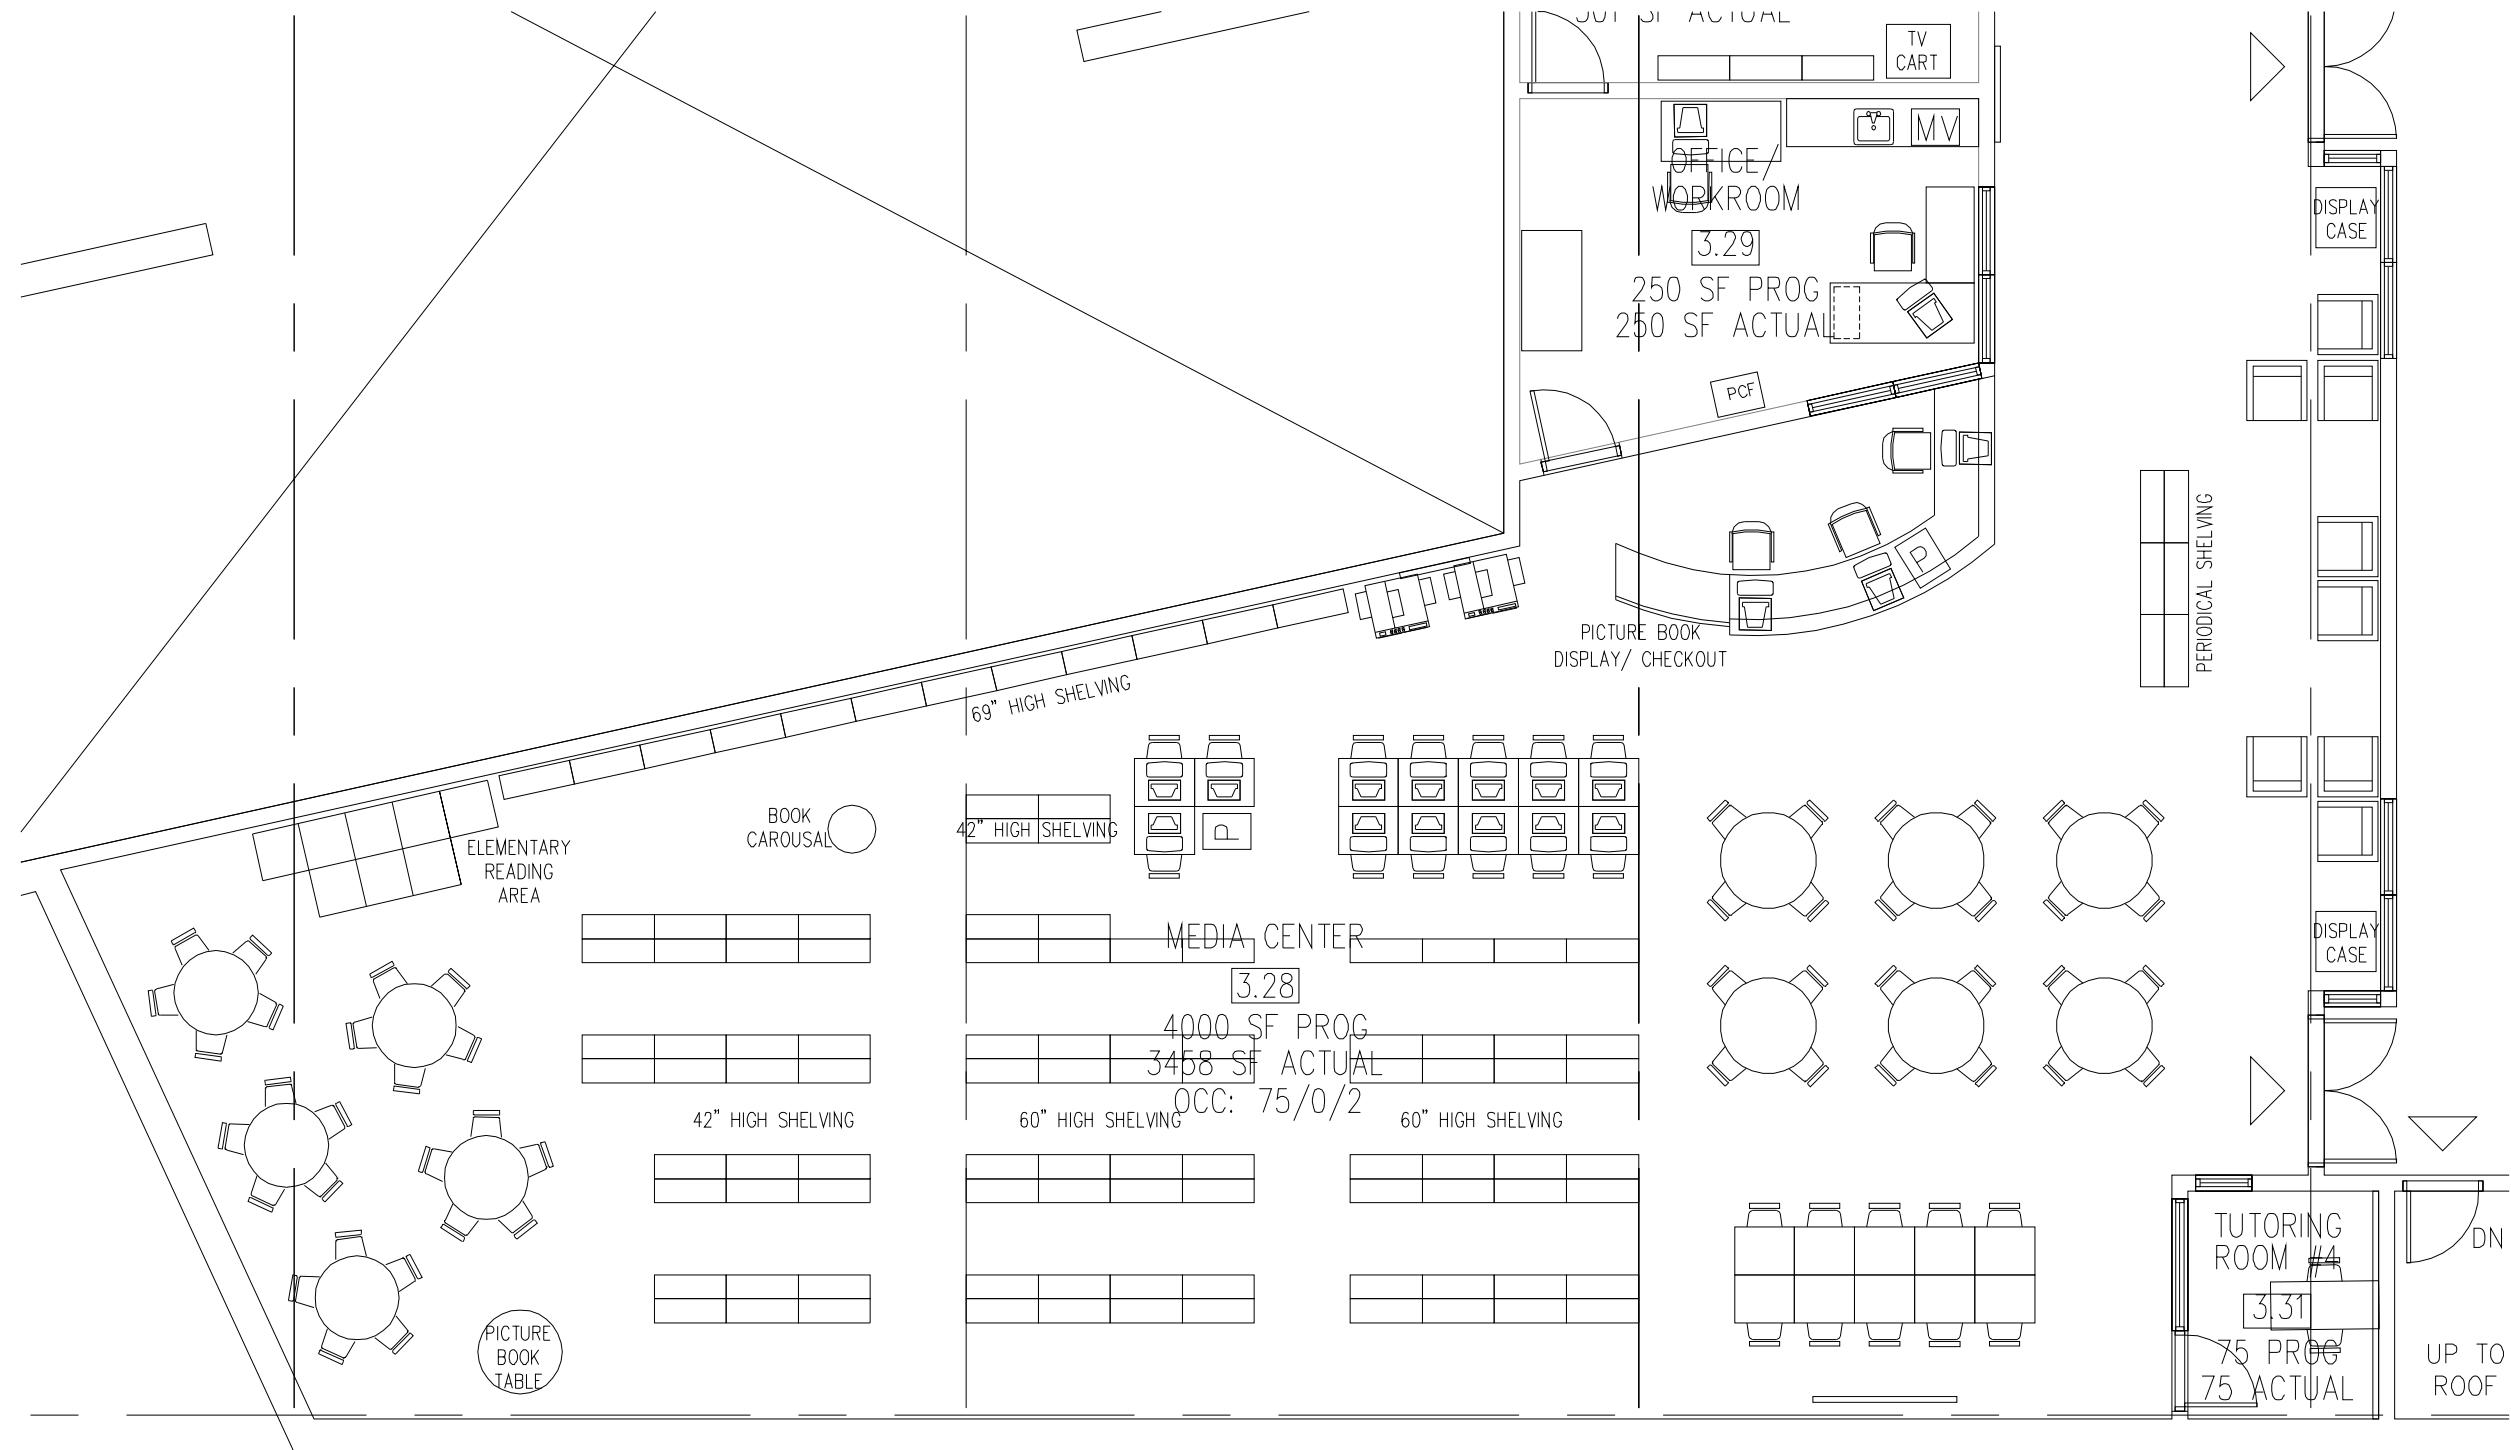 501 SF ACTUAL
TV
CART
MV
OFFICE/
WORKROOM
3.29
250 SF PROG
250 SF ACTUAL
PCF
DISPLAY
CASE
P
PERIODICAL SHELVING
PICTURE BOOK
DISPLAY/ CHECKOUT
69" HIGH SHELVING
BOOK
CAROUSAL
42" HIGH SHELVING
P
ELEMENTARY
READING
AREA
MEDIA CENTER
3.28
4000 SF PROG
3458 SF ACTUAL
OCC: 75/0/2
DISPLAY
CASE
42" HIGH SHELVING
60" HIGH SHELVING
60" HIGH SHELVING
TUTORING
ROOM #4
3.31
75 PROG
75 ACTUAL
DN
UP TO
ROOF
PICTURE
BOOK
TABLE